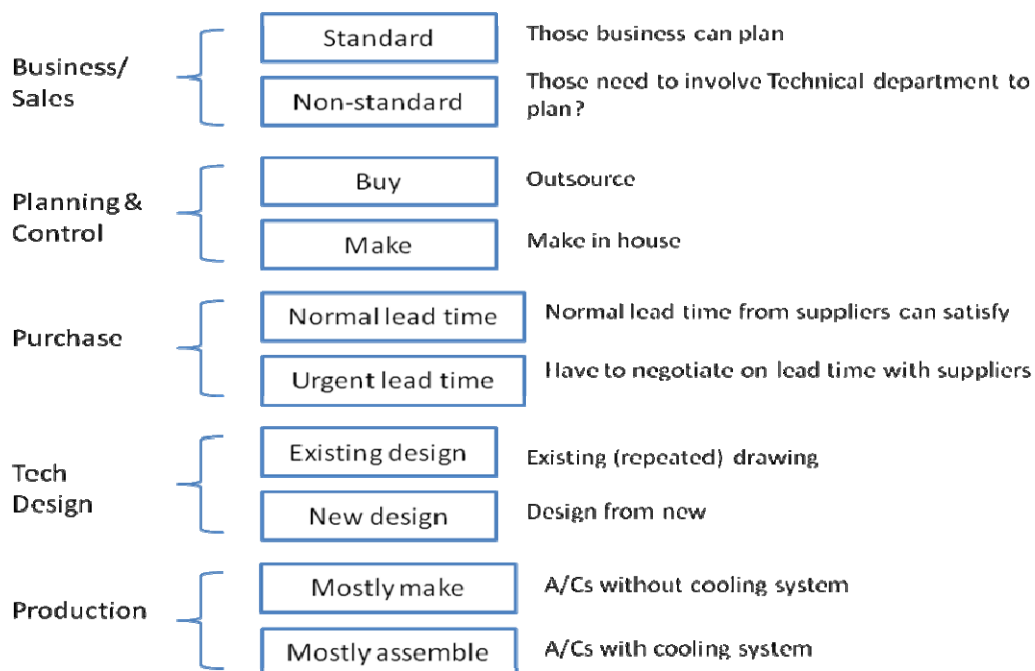 Business/
Sales
Standard
Those business can plan
Non-standard
Those need to involve Technical department to
plan?
Planning &
Control
Buy
Outsource
Make
Make in house
Purchase
Normal lead time
Normal lead time from suppliers can satisfy
Urgent lead time
Have to negotiate on lead time with suppliers
Tech
Design
Existing design
Existing (repeated) drawing
New design
Design from new
Production
Mostly make
A/Cs without cooling system
Mostly assemble
A/Cs with cooling system